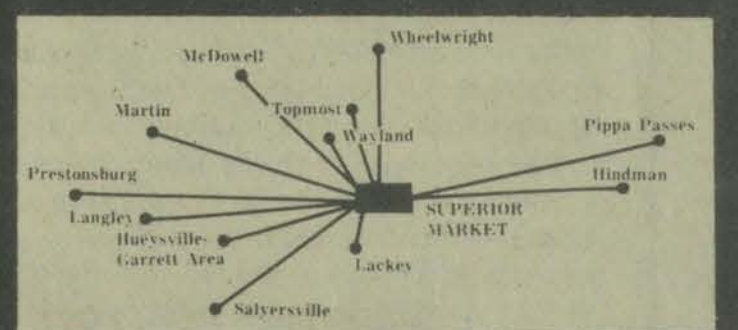 Wheelwright
McDowell
Topmost
Martin
Wayland
Pippa Passes
Prestonsburg
Hindman
Langley
SUPERIOR
MARKET
Hueysville-
Garrett Area
Lackey
Salyersville